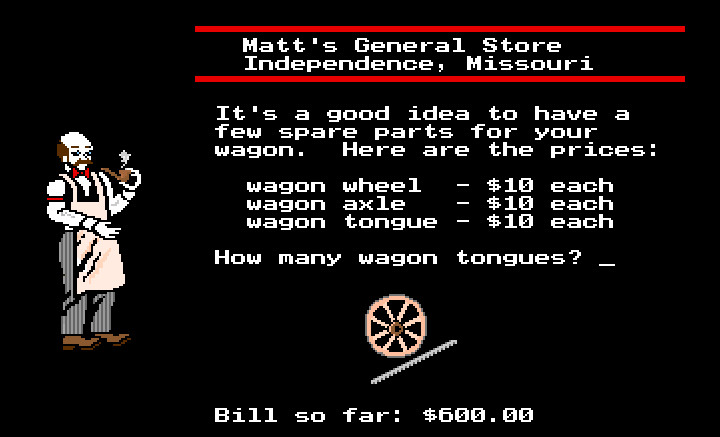 Matt's General Store
Independence, Missouri
It's a good idea to have a
few spare parts for your
wagon.  Here are the prices:
wagon wheel  - $10 each
wagon axle   - $10 each
wagon tongue - $10 each
How many wagon tongues? _
Bill so far: $600.00